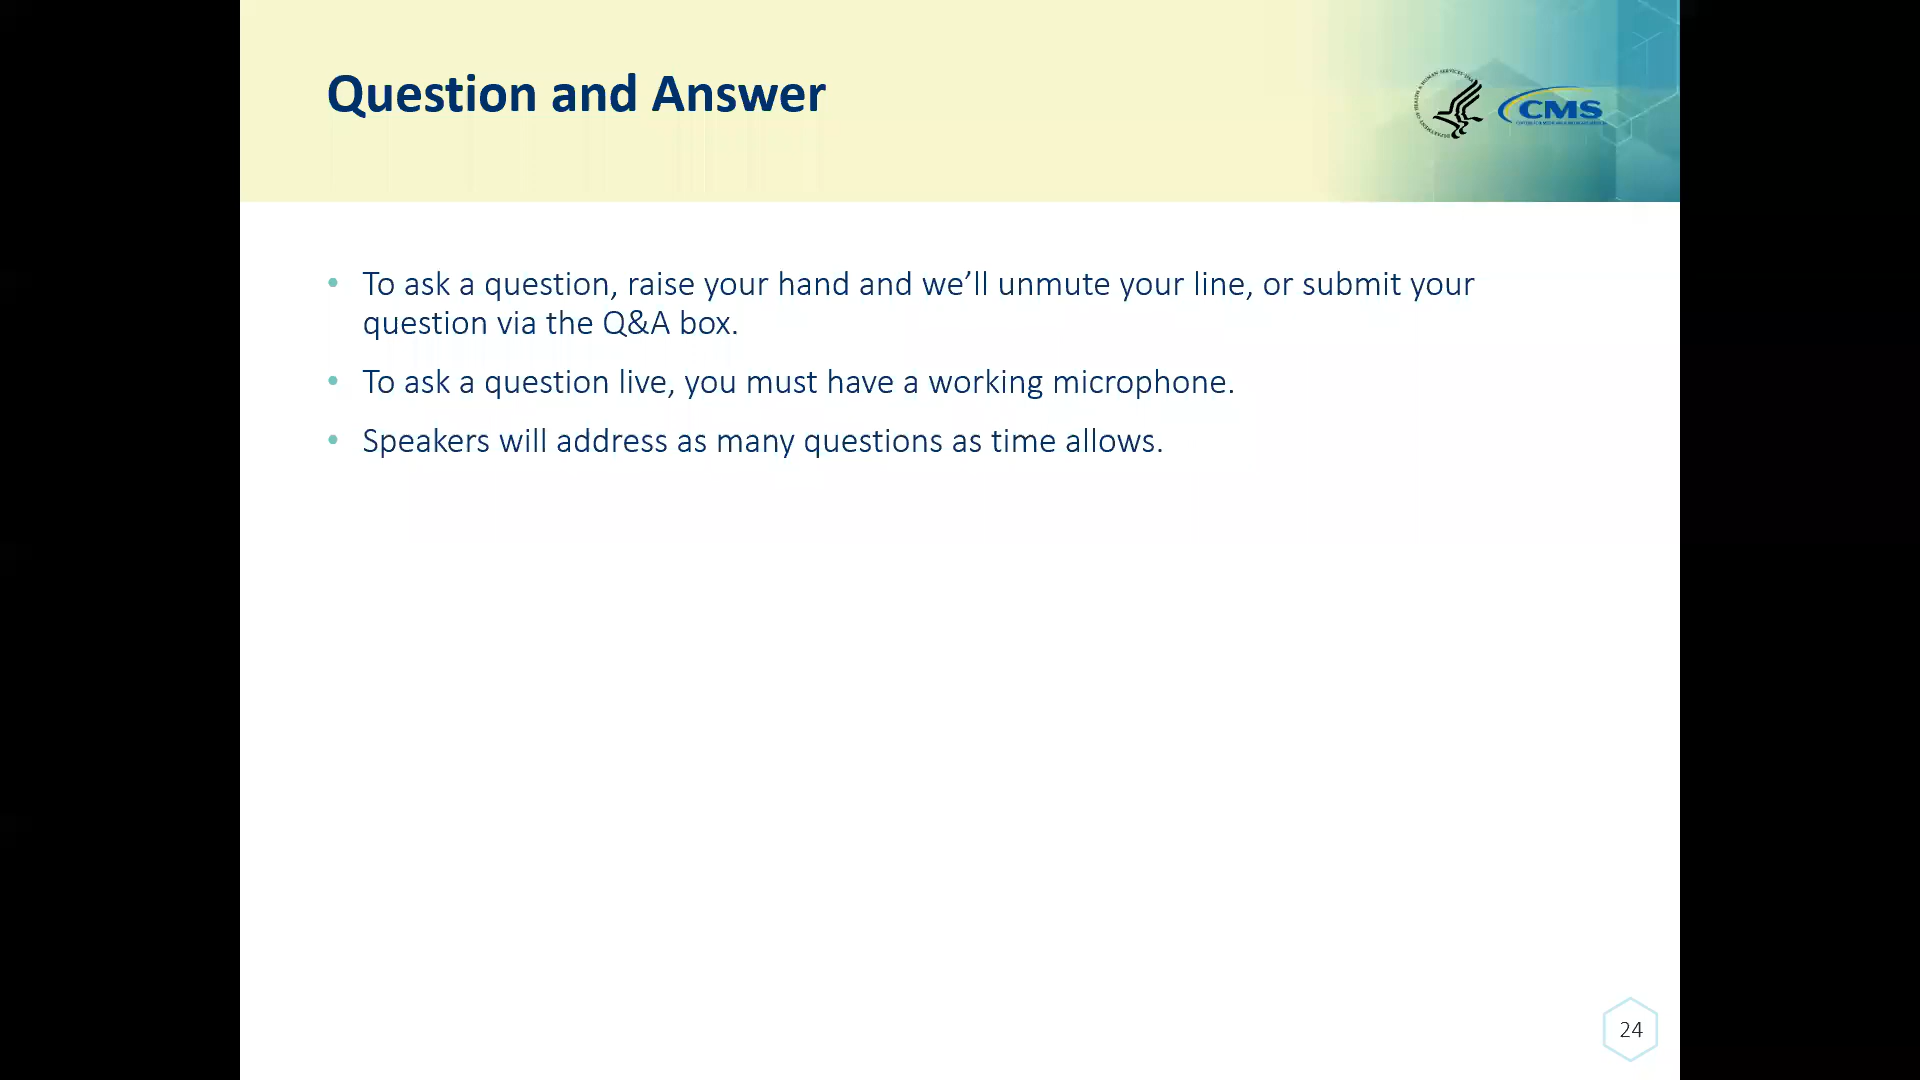 Question and Answer
CMS
• To ask a question, raise your hand and we’ll unmute your line, or submit your
question via the Q&A box.
• To ask a question live, you must have a working microphone.
• Speakers will address as many questions as time allows.
24